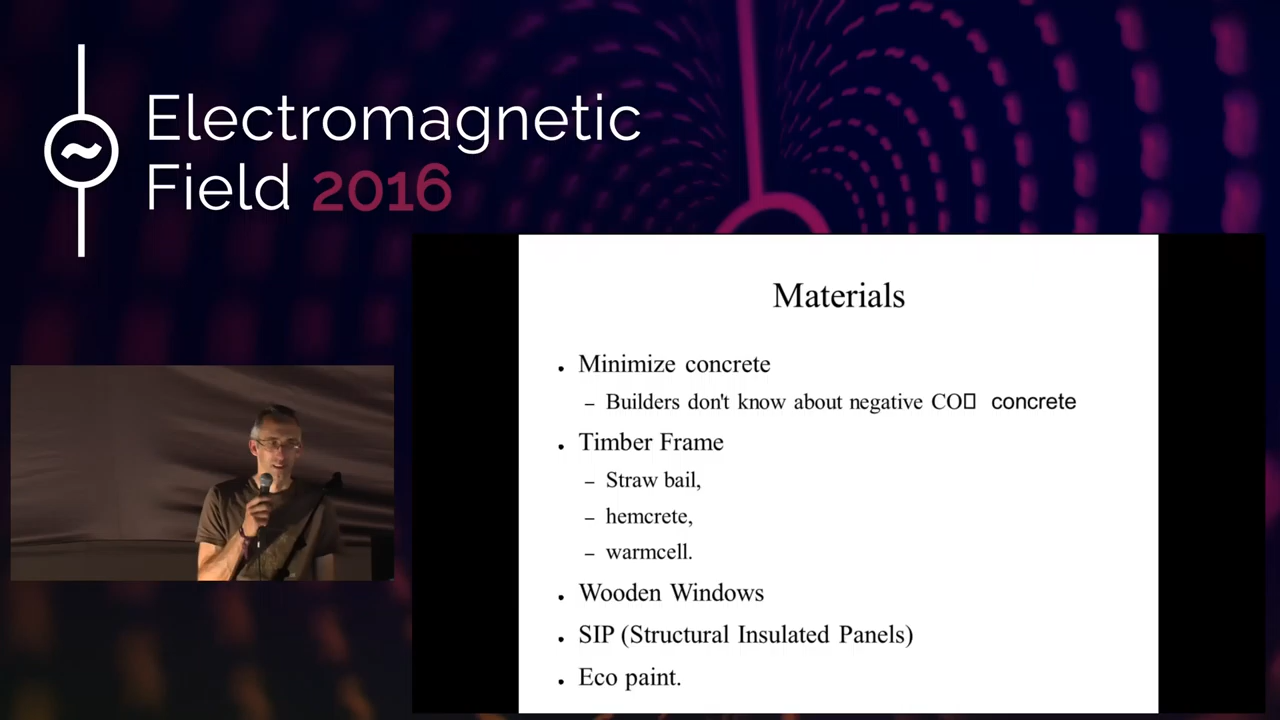 Electromagnetic
Field 2016
Materials
• Minimize concrete
– Builders don't know about negative CO□ concrete
• Timber Frame
– Straw bail,
– hemcrete,
– warmcell.
• Wooden Windows
• SIP (Structural Insulated Panels)
• Eco paint.